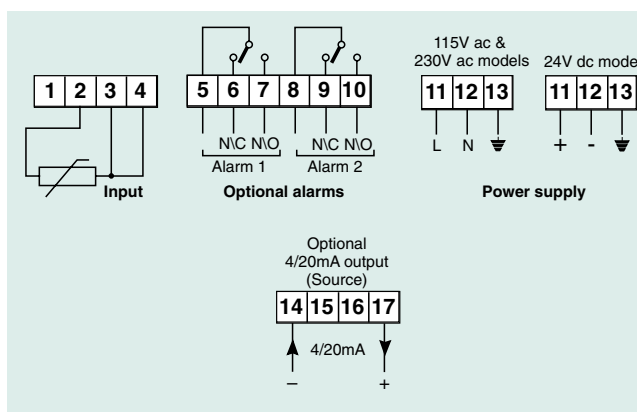 1 2 3 4
Input
5 6 7 8 9 10
N\C N\O N\C N\O
Alarm 1 Alarm 2
Optional alarms
115V ac &
230V ac models
24V dc mode
11 12 13
11 12 13
L N
+ -
Power supply
Optional
4/20mA output
(Source)
14 15 16 17
4/20mA
– +